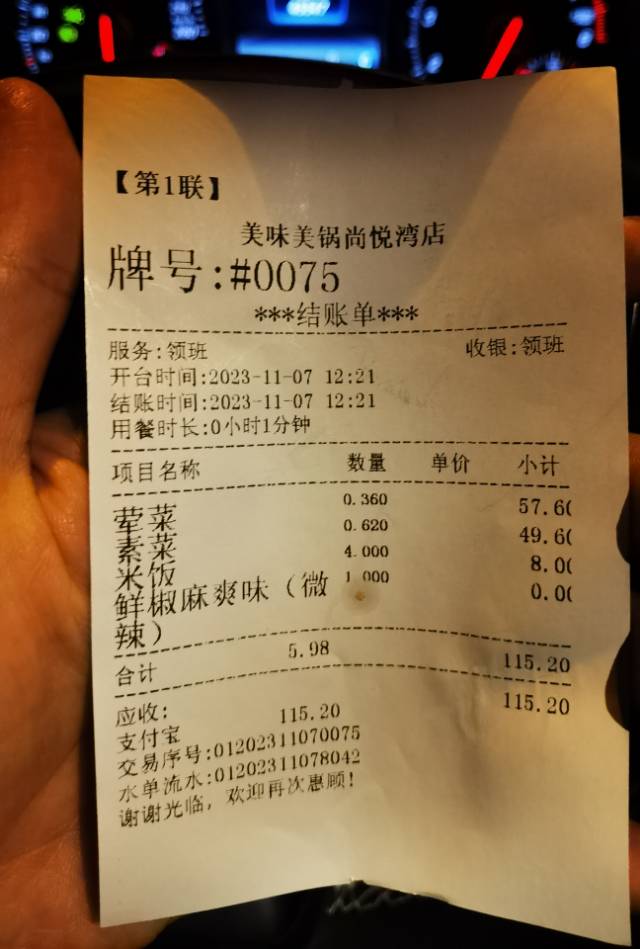 【第1联】
美味美锅尚悦湾店
牌号:#0075
***结账单***
服务:领班 收银:领班
开台时间:2023-11-07 12:21
结账时间:2023-11-07 12:21
用餐时长:0小时1分钟
项目名称 数量 单价 小计
荤菜 0.360 57.60
素菜 0.620 49.60
米饭 4.000 8.00
鲜椒麻爽味（微 1.000 0.00
辣）
合计 5.98 115.20
应收: 115.20
支付宝 115.20
交易序号:01202311070075
水单流水:01202311078042
谢谢光临，欢迎再次惠顾!